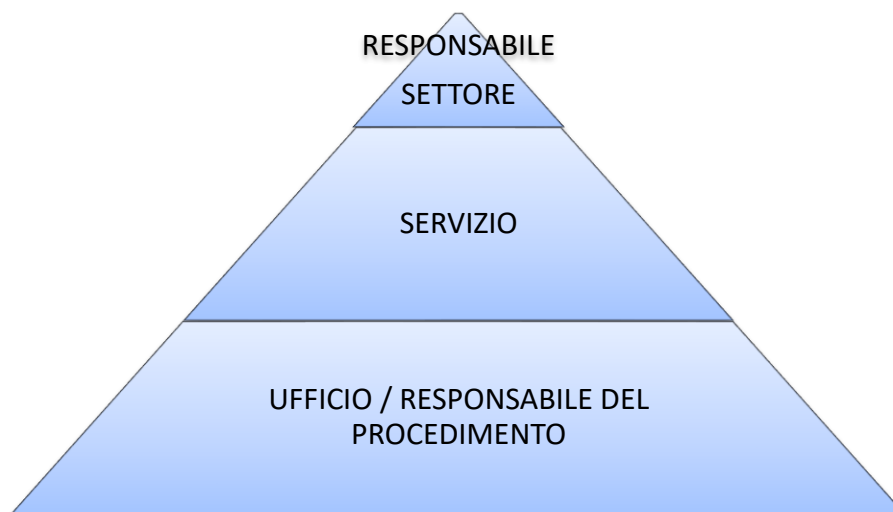 RESPONSABILE
SETTORE
SERVIZIO
UFFICIO / RESPONSABILE DEL
PROCEDIMENTO